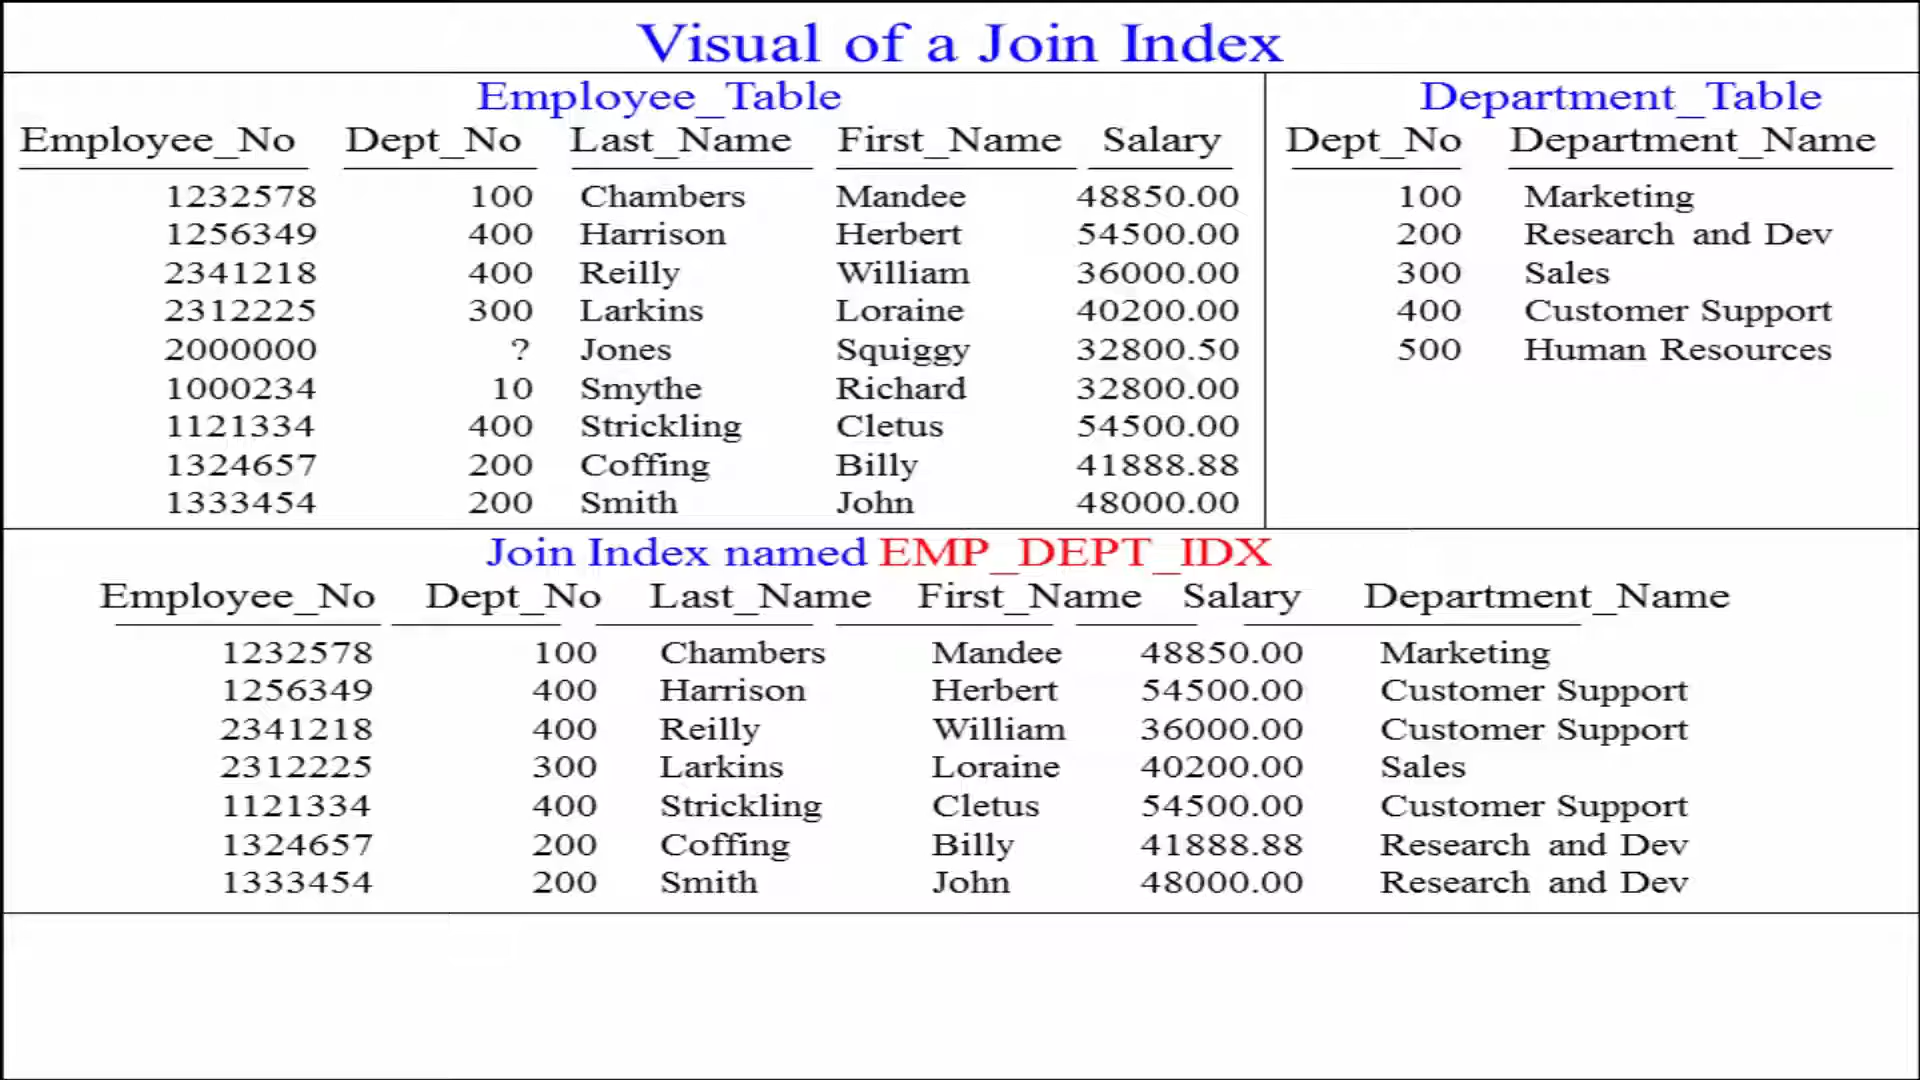 Visual of a Join Index
Employee_Table
Employee_No Dept_No Last_Name First_Name Salary
1232578 100 Chambers Mandee 48850.00
1256349 400 Harrison Herbert 54500.00
2341218 400 Reilly William 36000.00
2312225 300 Larkins Loraine 40200.00
2000000 ? Jones Squiggy 32800.50
1000234 10 Smythe Richard 32800.00
1121334 400 Strickling Cletus 54500.00
1324657 200 Coffing Billy 41888.88
1333454 200 Smith John 48000.00
Department_Table
Dept_No Department_Name
100 Marketing
200 Research and Dev
300 Sales
400 Customer Support
500 Human Resources
Join Index named EMP_DEPT_IDX
Employee_No Dept_No Last_Name First_Name Salary Department_Name
1232578 100 Chambers Mandee 48850.00 Marketing
1256349 400 Harrison Herbert 54500.00 Customer Support
2341218 400 Reilly William 36000.00 Customer Support
2312225 300 Larkins Loraine 40200.00 Sales
1121334 400 Strickling Cletus 54500.00 Customer Support
1324657 200 Coffing Billy 41888.88 Research and Dev
1333454 200 Smith John 48000.00 Research and Dev